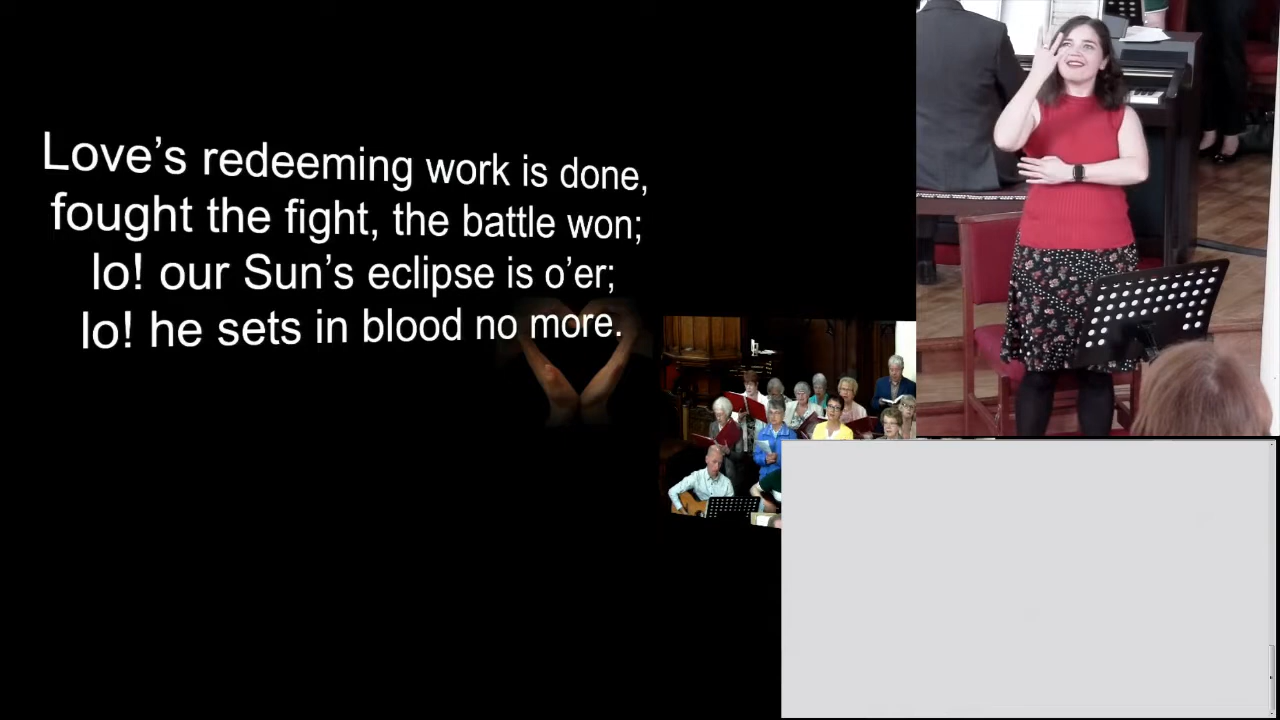 Love’s redeeming work is done,
fought the fight, the battle won;
lo! our Sun’s eclipse is o’er;
lo! he sets in blood no more.